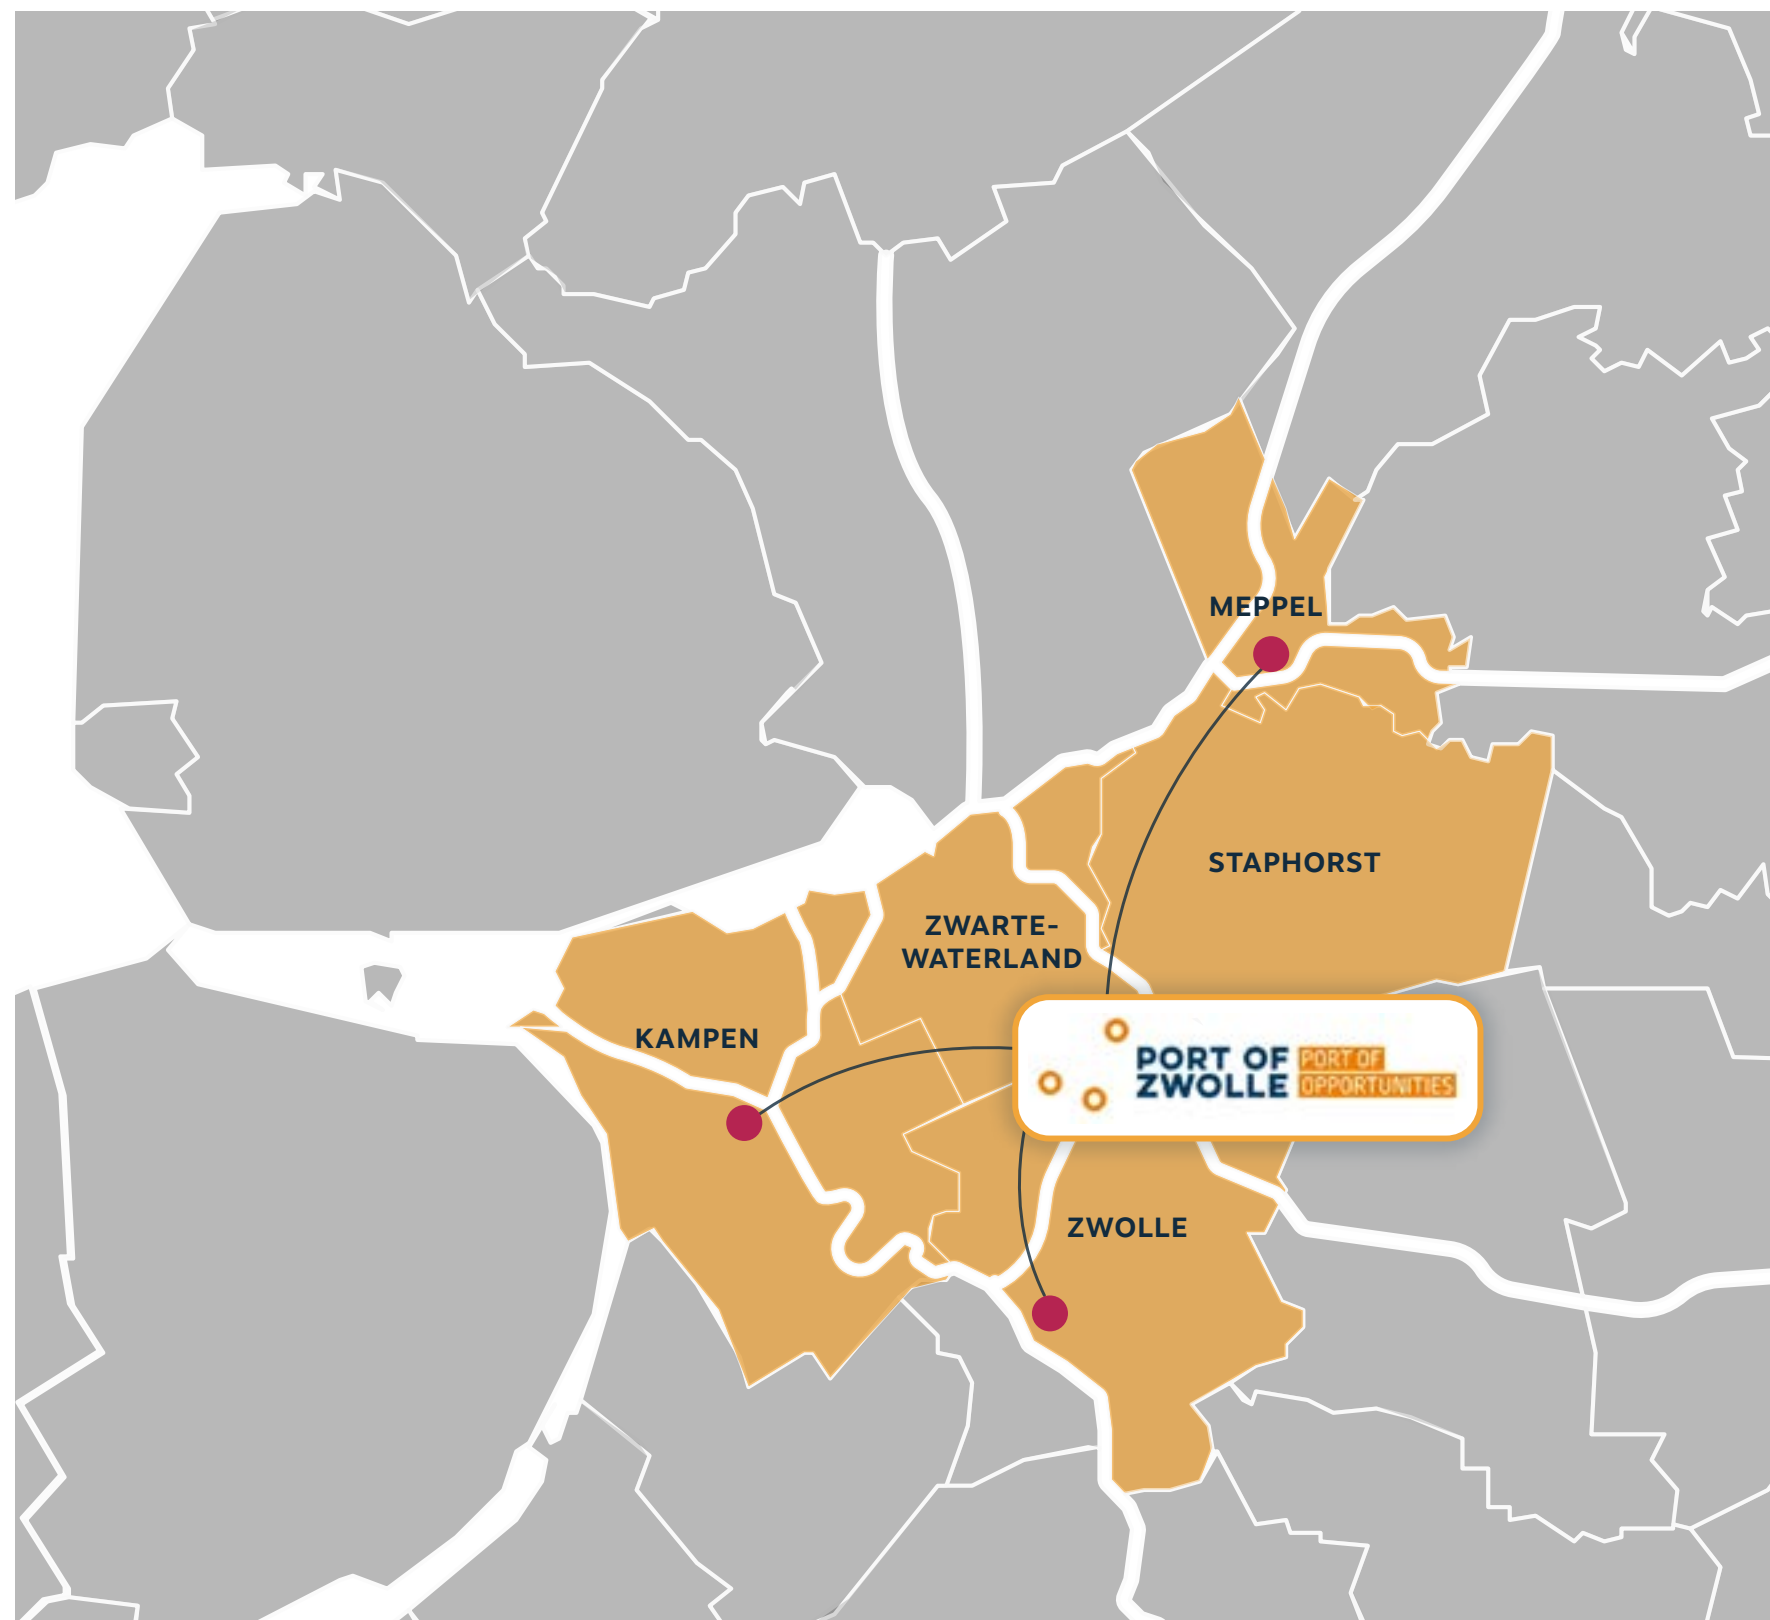 MEPPEL
STAPHORST
ZWARTE-
WATERLAND
KAMPEN
PORT OF
ZWOLLE
PORT OF
OPPORTUNITIES
ZWOLLE